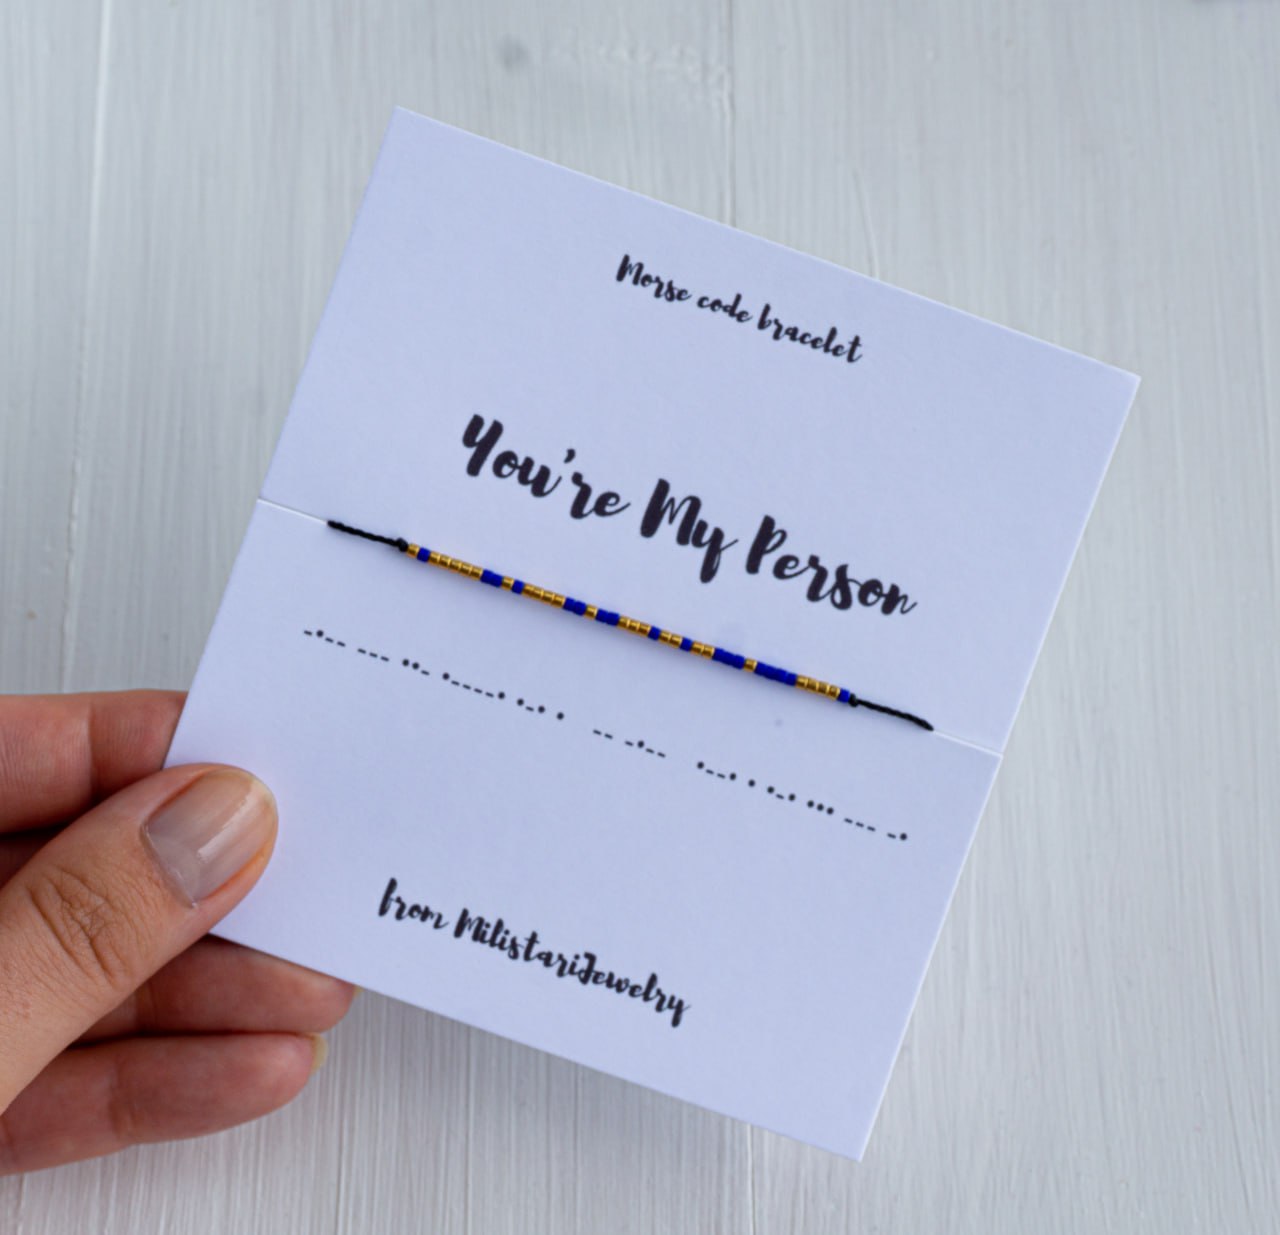 Morse code bracelet
You're My Person
-•-- --- ••- •----• •-• • -- -•-- •--• • •-• ••• --- -•
from MilistariJewelry